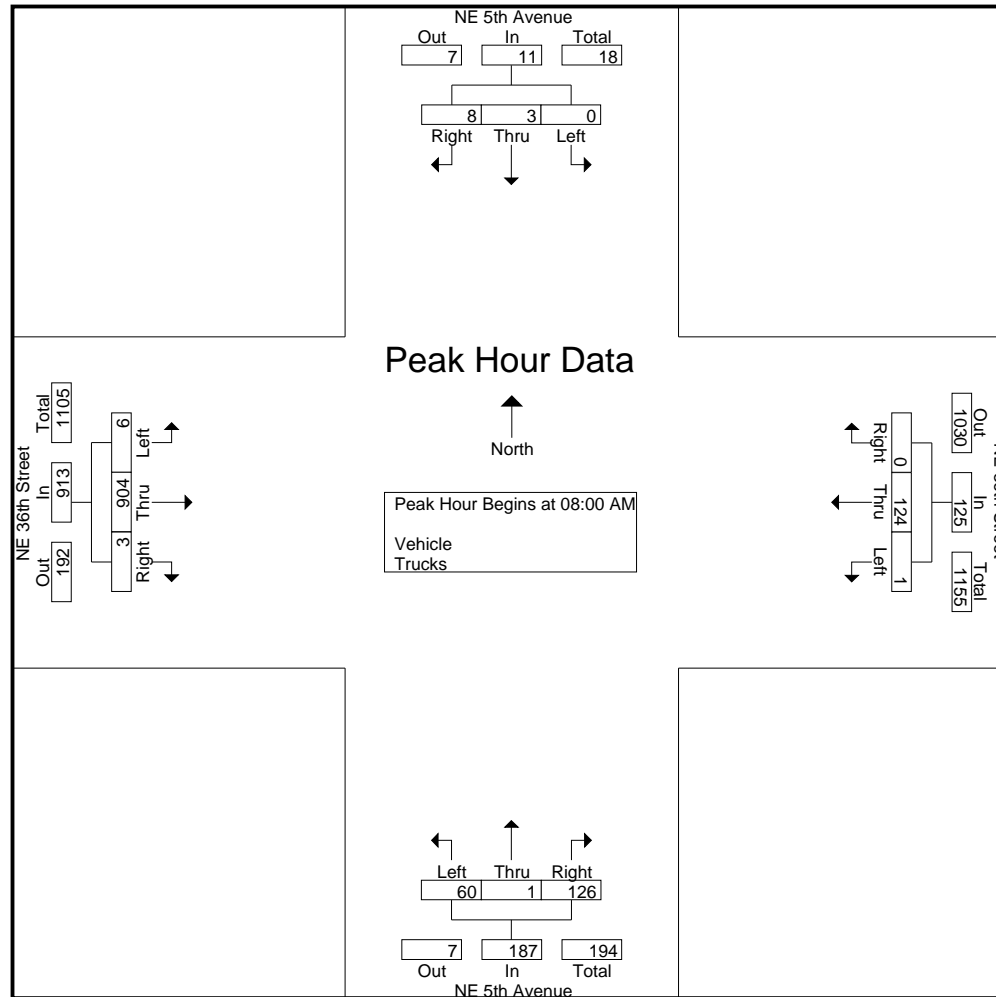 NE 5th Avenue
Out In Total
7 11 18
8 3 0
Right Thru Left
Peak Hour Data
North
Peak Hour Begins at 08:00 AM
Vehicle
Trucks
NE 36th Street
Total In Out
1105 913 192
6 904 3
Left Thru Right
Out In Total
1030 125 1155
0 124 1
Right Thru Left
Left Thru Right
60 1 126
7 187 194
Out In Total
NE 5th Avenue